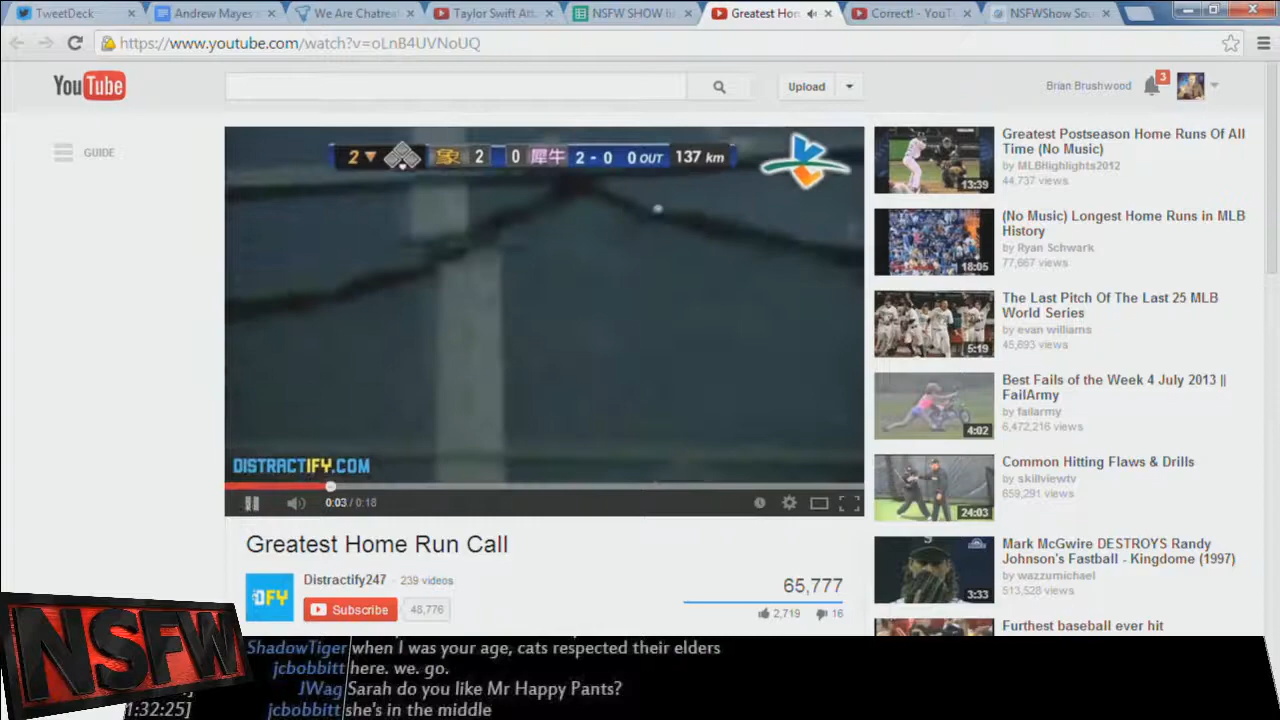 TweetDeck
Andrew Mayes
We Are Chatrea
Taylor Swift At
NSFW SHOW B
Greatest Hom
Correct! - YouT
NSFWShow Sou
https://www.youtube.com/watch?v=oLnB4UVNoUQ
YouTube
Upload
Brian Brushwood
3
GUIDE
2 象 2 0 犀牛 2 - 0 0 OUT 137 km
DISTRACTIFY.COM
0:03 / 0:18
Greatest Home Run Call
DFY
Distractify247 · 239 videos
Subscribe 48,776
65,777
2,719 16
Greatest Postseason Home Runs Of All
Time (No Music)
by MLBHighlights2012
44,737 views
13:39
(No Music) Longest Home Runs in MLB
History
by Ryan Schwark
77,667 views
18:05
The Last Pitch Of The Last 25 MLB
World Series
by evan williams
45,693 views
5:19
Best Fails of the Week 4 July 2013 ||
FailArmy
by failarmy
6,472,216 views
4:02
Common Hitting Flaws & Drills
by skillviewtv
659,291 views
24:03
Mark McGwire DESTROYS Randy
Johnson's Fastball - Kingdome (1997)
by wazzumichael
513,528 views
3:33
Furthest baseball ever hit
NSFW
ShadowTiger when I was your age, cats respected their elders
jcbobbitt here. we. go.
JWag Sarah do you like Mr Happy Pants?
jcbobbitt she's in the middle
1:32:25]